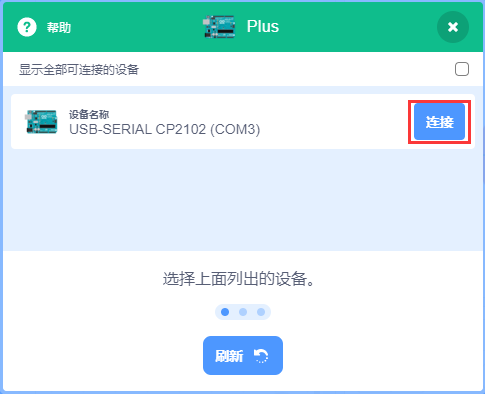 帮助
Plus
显示全部可连接的设备
设备名称
USB-SERIAL CP2102 (COM3)
连接
选择上面列出的设备。
刷新